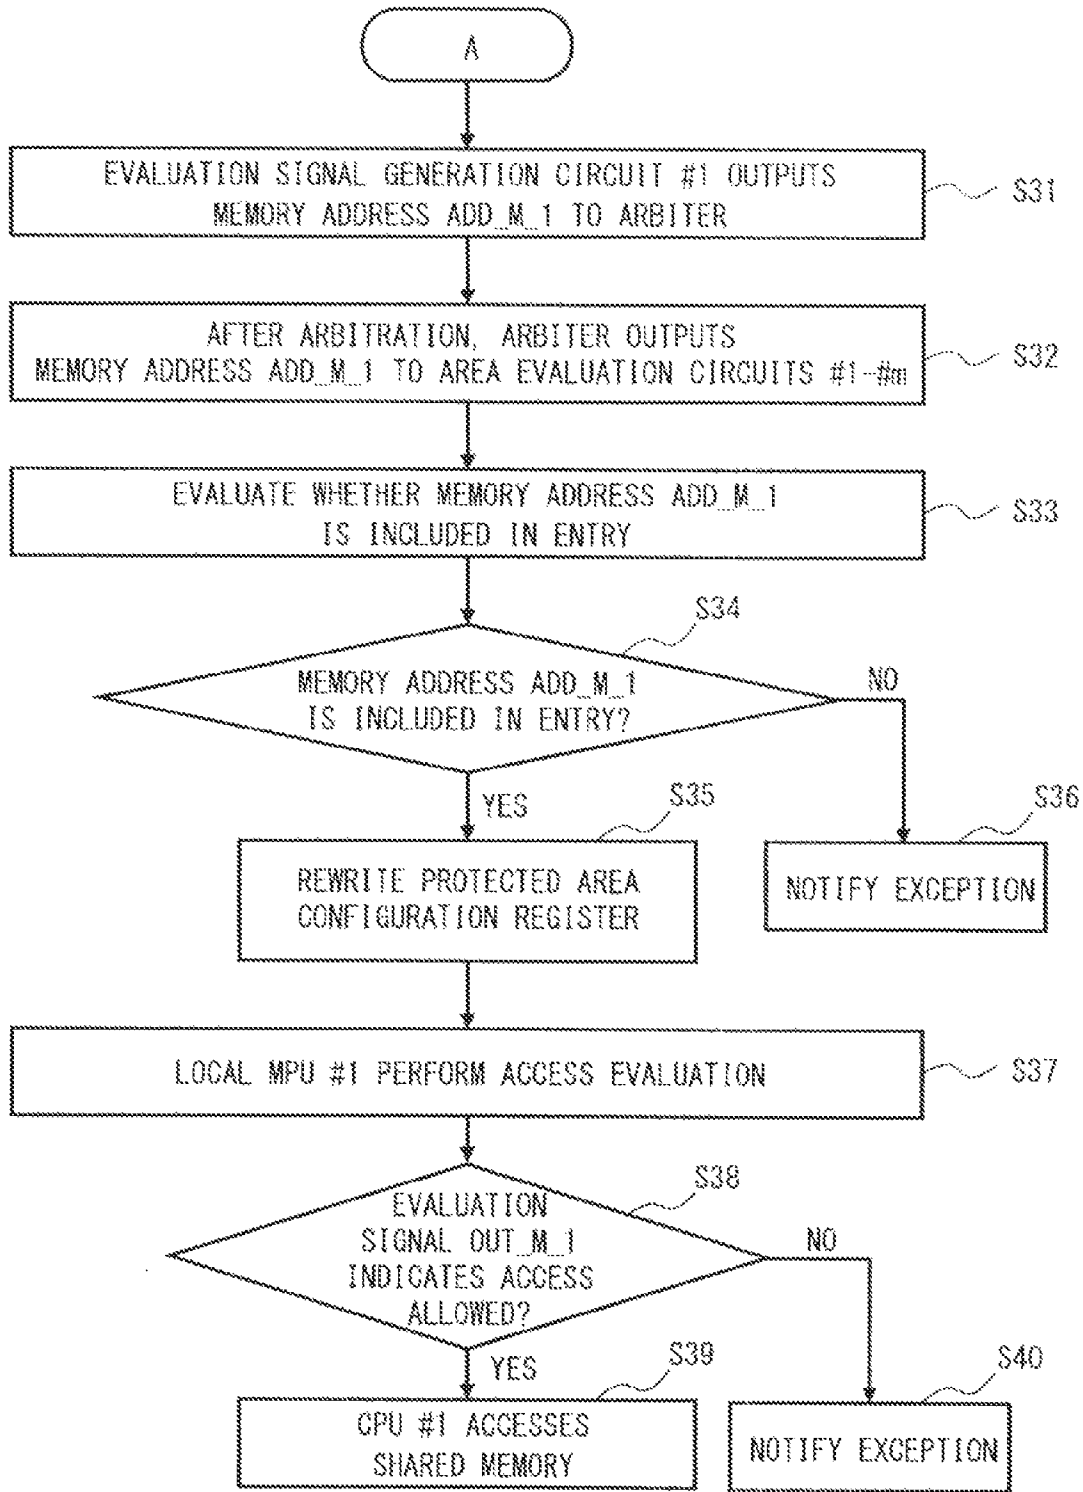 A
EVALUATION SIGNAL GENERATION CIRCUIT #1 OUTPUTS
MEMORY ADDRESS ADD_M_1 TO ARBITER
S31
AFTER ARBITRATION, ARBITER OUTPUTS
MEMORY ADDRESS ADD_M_1 TO AREA EVALUATION CIRCUITS #1-#m
S32
EVALUATE WHETHER MEMORY ADDRESS ADD_M_1
IS INCLUDED IN ENTRY
S33
S34
MEMORY ADDRESS ADD_M_1
IS INCLUDED IN ENTRY?
NO
YES
S35
S36
REWRITE PROTECTED AREA
CONFIGURATION REGISTER
NOTIFY EXCEPTION
LOCAL MPU #1 PERFORM ACCESS EVALUATION
S37
S38
EVALUATION
SIGNAL OUT_M_1
INDICATES ACCESS
ALLOWED?
NO
YES
S39
S40
CPU #1 ACCESSES
SHARED MEMORY
NOTIFY EXCEPTION